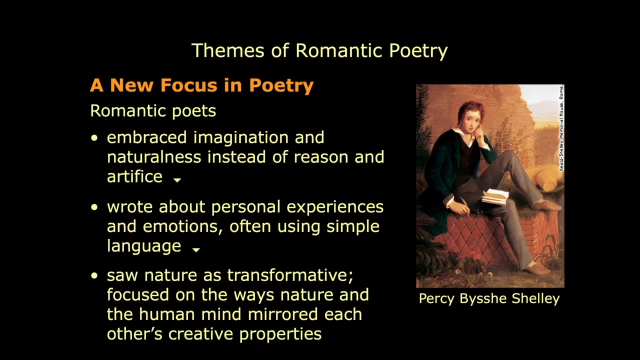 Themes of Romantic Poetry
A New Focus in Poetry
Romantic poets
• embraced imagination and
naturalness instead of reason and
artifice
• wrote about personal experiences
and emotions, often using simple
language
• saw nature as transformative;
focused on the ways nature and
the human mind mirrored each
other’s creative properties
Percy Bysshe Shelley